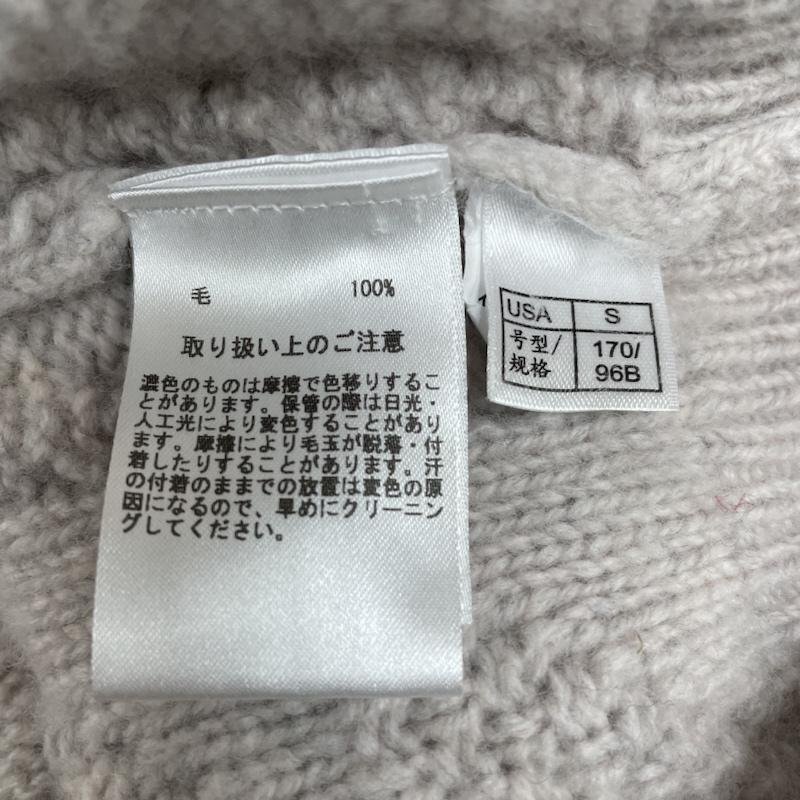 毛 100%
取り扱い上のご注意
濃色のものは摩擦で色移りするこ
とがあります。保管の際は日光・
人工光により変色することがあり
ます。摩擦により毛玉が脱落・付
着したりすることがあります。汗
の付着のままでの放置は変色の原
因になるので、早めにクリーニン
グしてください。
USA S
号型/ 170/
规格 96B